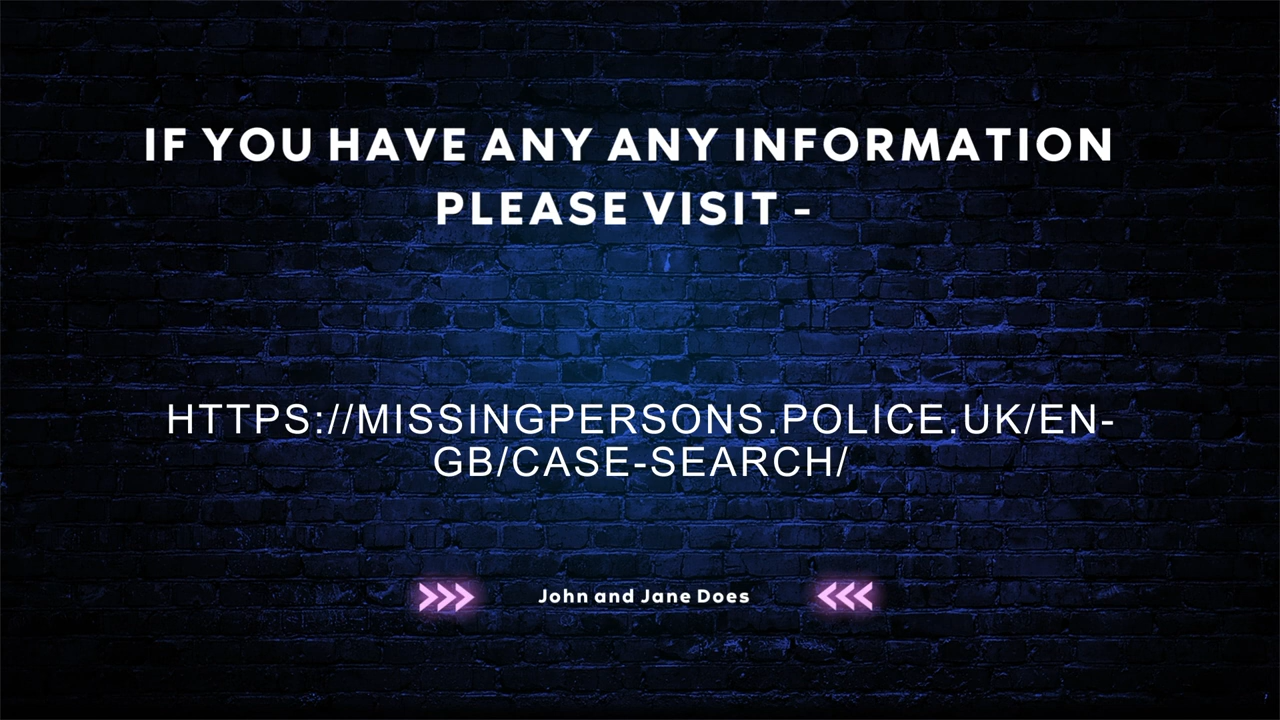 IF YOU HAVE ANY ANY INFORMATION
PLEASE VISIT -
HTTPS://MISSINGPERSONS.POLICE.UK/EN-
GB/CASE-SEARCH/
John and Jane Does